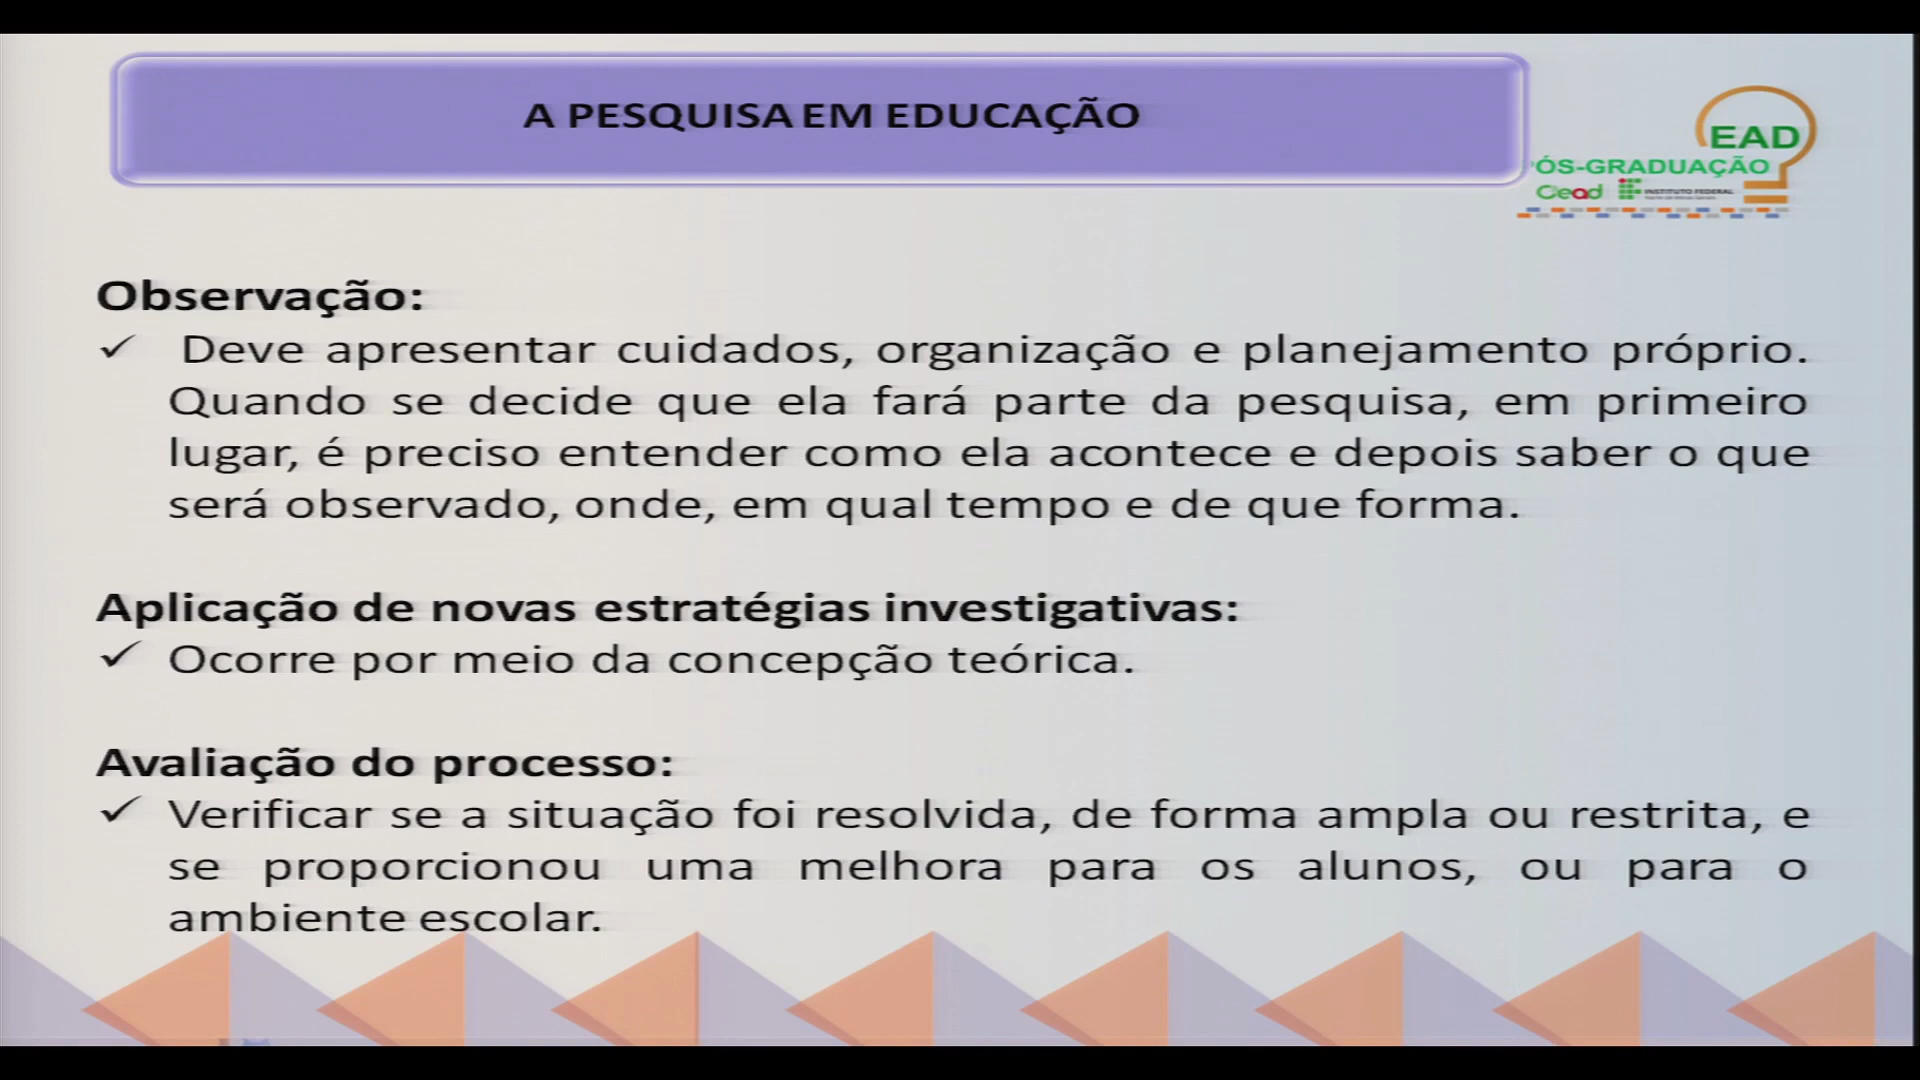 A PESQUISA EM EDUCAÇÃO
EAD
PÓS-GRADUAÇÃO
Cead INSTITUTO FEDERAL
Observação:
✓ Deve apresentar cuidados, organização e planejamento próprio.
Quando se decide que ela fará parte da pesquisa, em primeiro
lugar, é preciso entender como ela acontece e depois saber o que
será observado, onde, em qual tempo e de que forma.
Aplicação de novas estratégias investigativas:
✓ Ocorre por meio da concepção teórica.
Avaliação do processo:
✓ Verificar se a situação foi resolvida, de forma ampla ou restrita, e
se proporcionou uma melhora para os alunos, ou para o
ambiente escolar.